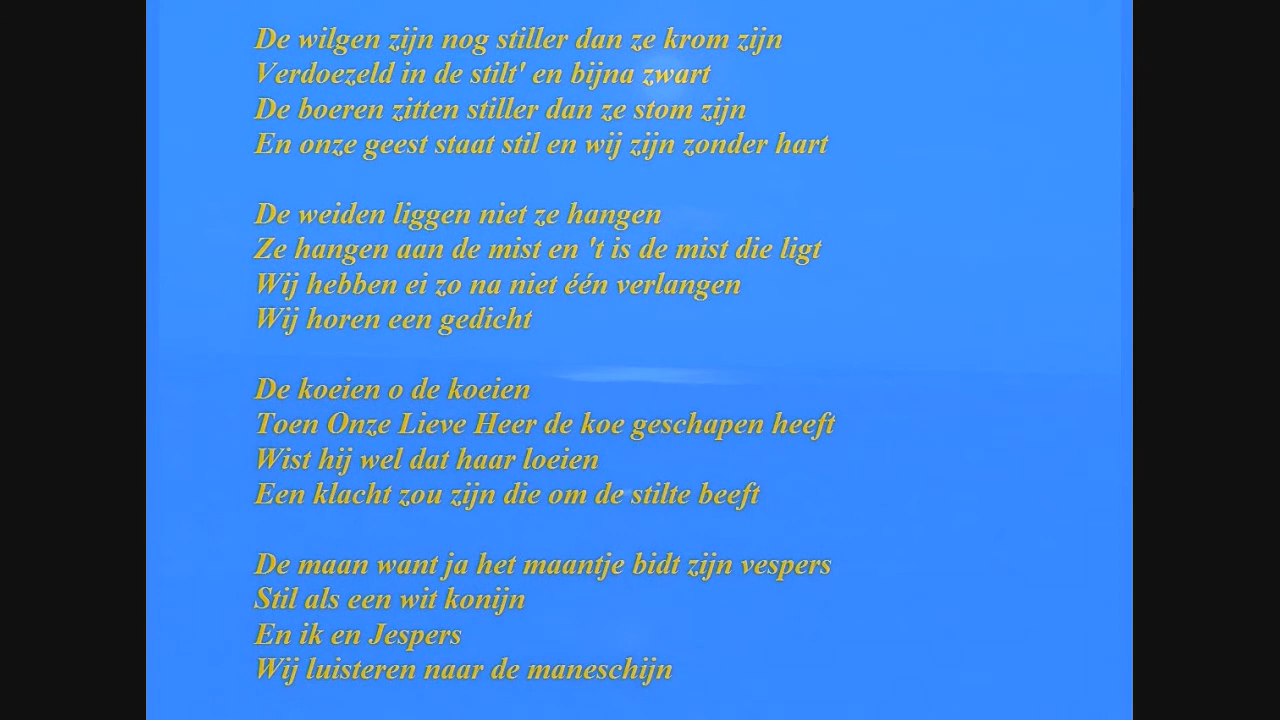 De wilgen zijn nog stiller dan ze krom zijn
Verdoezeld in de stilt' en bijna zwart
De boeren zitten stiller dan ze stom zijn
En onze geest staat stil en wij zijn zonder hart

De weiden liggen niet ze hangen
Ze hangen aan de mist en 't is de mist die ligt
Wij hebben ei zo na niet één verlangen
Wij horen een gedicht

De koeien o de koeien
Toen Onze Lieve Heer de koe geschapen heeft
Wist hij wel dat haar loeien
Een klacht zou zijn die om de stilte beeft

De maan want ja het maantje bidt zijn vespers
Stil als een wit konijn
En ik en Jespers
Wij luisteren naar de maneschijn